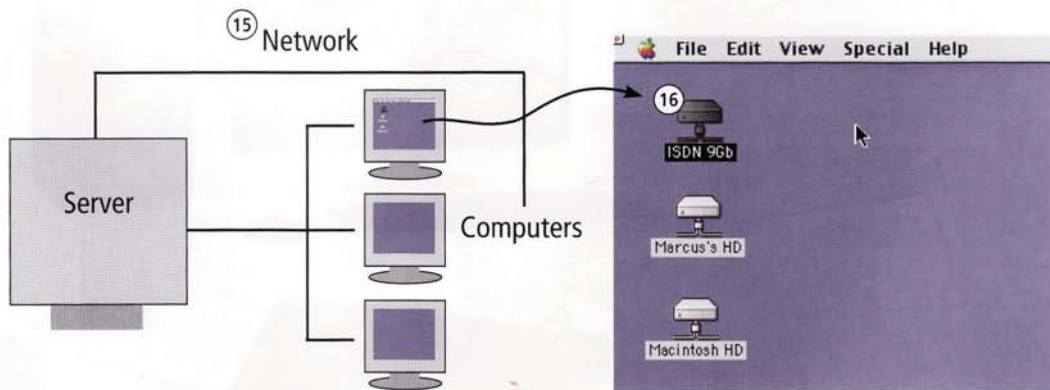 15 Network
Server
Computers
File Edit View Special Help
16
ISDN 9Gb
Marcus's HD
Macintosh HD